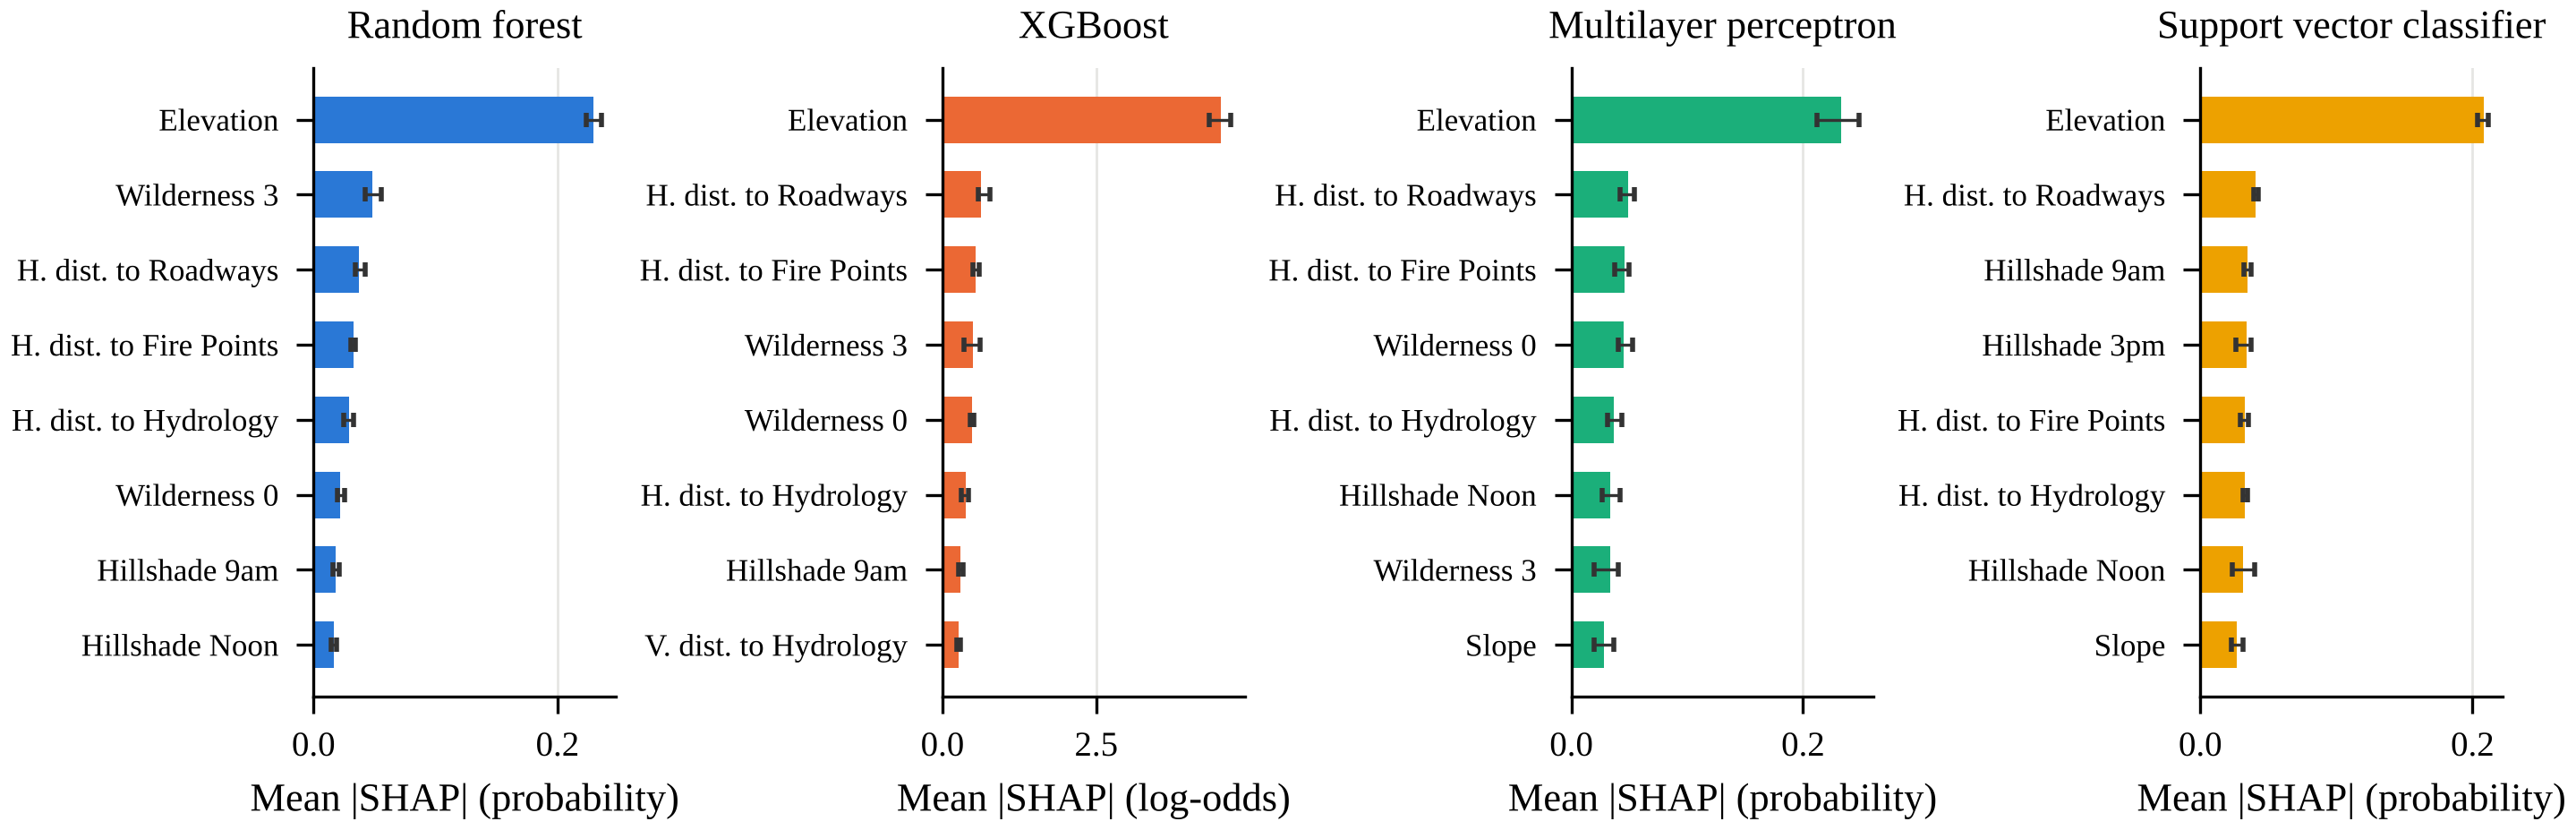 Random forest
Elevation
Wilderness 3
H. dist. to Roadways
H. dist. to Fire Points
H. dist. to Hydrology
Wilderness 0
Hillshade 9am
Hillshade Noon
0.0 0.2
Mean |SHAP| (probability)
XGBoost
Elevation
H. dist. to Roadways
H. dist. to Fire Points
Wilderness 3
Wilderness 0
H. dist. to Hydrology
Hillshade 9am
V. dist. to Hydrology
0.0 2.5
Mean |SHAP| (log-odds)
Multilayer perceptron
Elevation
H. dist. to Roadways
H. dist. to Fire Points
Wilderness 0
H. dist. to Hydrology
Hillshade Noon
Wilderness 3
Slope
0.0 0.2
Mean |SHAP| (probability)
Support vector classifier
Elevation
H. dist. to Roadways
Hillshade 9am
Hillshade 3pm
H. dist. to Fire Points
H. dist. to Hydrology
Hillshade Noon
Slope
0.0 0.2
Mean |SHAP| (probability)